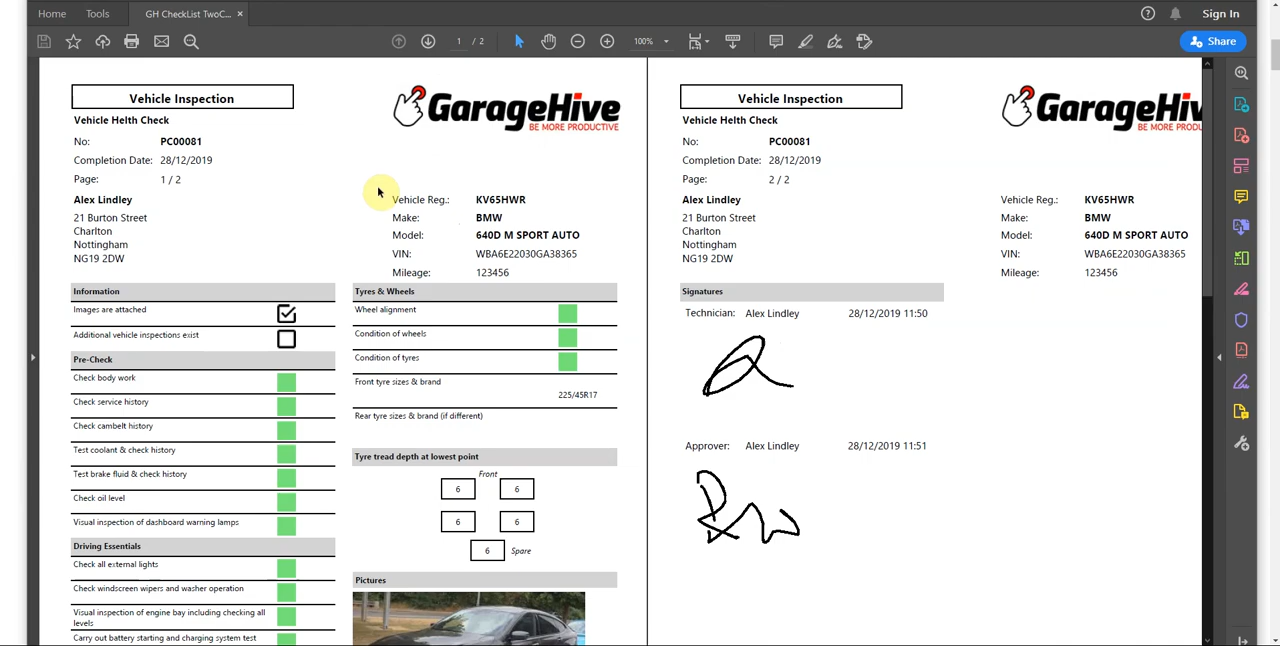 Home Tools GH CheckList TwoC... × Sign In
1 / 2 100% Share
Vehicle Inspection
GarageHive
BE MORE PRODUCTIVE
Vehicle Helth Check
No: PC00081
Completion Date: 28/12/2019
Page: 1 / 2
Alex Lindley
21 Burton Street
Charlton
Nottingham
NG19 2DW
Vehicle Reg.: KV65HWR
Make: BMW
Model: 640D M SPORT AUTO
VIN: WBA6E22030GA38365
Mileage: 123456
Information
Images are attached
Additional vehicle inspections exist
Pre-Check
Check body work
Check service history
Check cambelt history
Test coolant & check history
Test brake fluid & check history
Check oil level
Visual inspection of dashboard warning lamps
Driving Essentials
Check all external lights
Check windscreen wipers and washer operation
Visual inspection of engine bay including checking all
levels
Carry out battery starting and charging system test
Tyres & Wheels
Wheel alignment
Condition of wheels
Condition of tyres
Front tyre sizes & brand
225/45R17
Rear tyre sizes & brand (if different)
Tyre tread depth at lowest point
Front
6 6
6 6
6 Spare
Pictures
Vehicle Inspection
GarageHiv
BE MORE PRODUC
Vehicle Helth Check
No: PC00081
Completion Date: 28/12/2019
Page: 2 / 2
Alex Lindley
21 Burton Street
Charlton
Nottingham
NG19 2DW
Vehicle Reg.: KV65HWR
Make: BMW
Model: 640D M SPORT AUTO
VIN: WBA6E22030GA38365
Mileage: 123456
Signatures
Technician: Alex Lindley 28/12/2019 11:50
Approver: Alex Lindley 28/12/2019 11:51